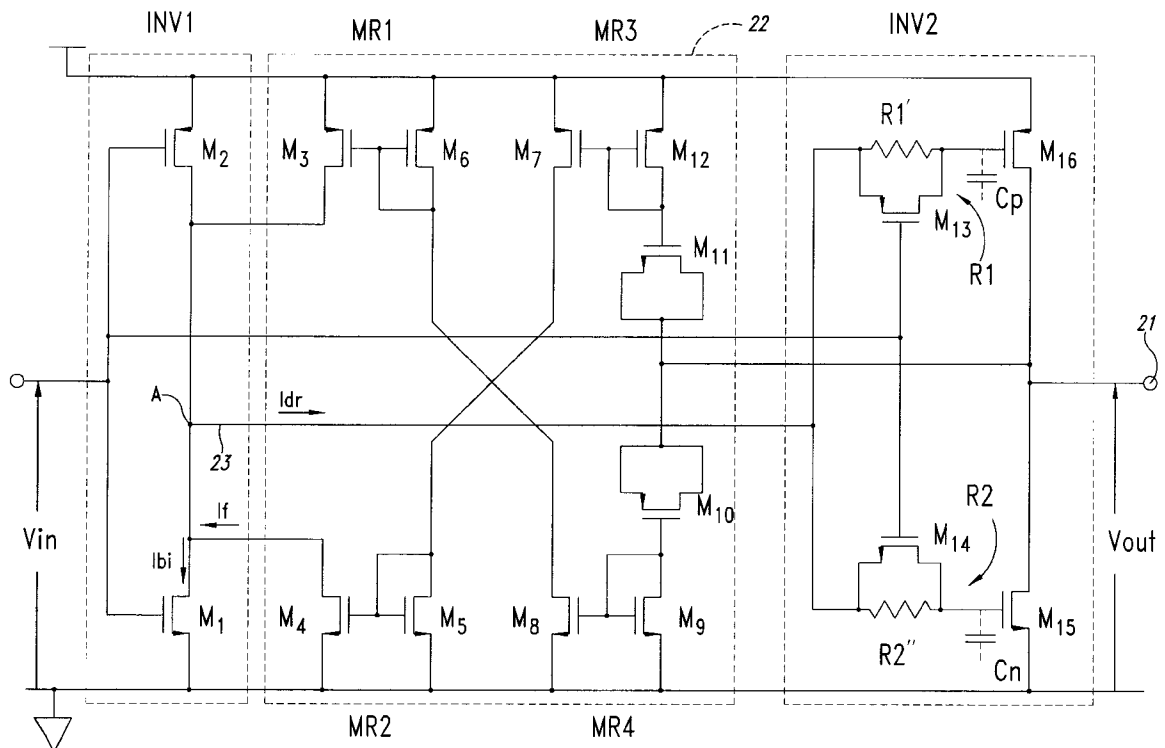 INV1
MR1
MR3
22
INV2
M2
M3
M6
M7
M12
R1'
M16
Cp
M13
R1
M11
21
A
Idr
23
Vin
If
Ibi
M10
R2
M14
Vout
M1
M4
M5
M8
M9
R2''
M15
Cn
MR2
MR4